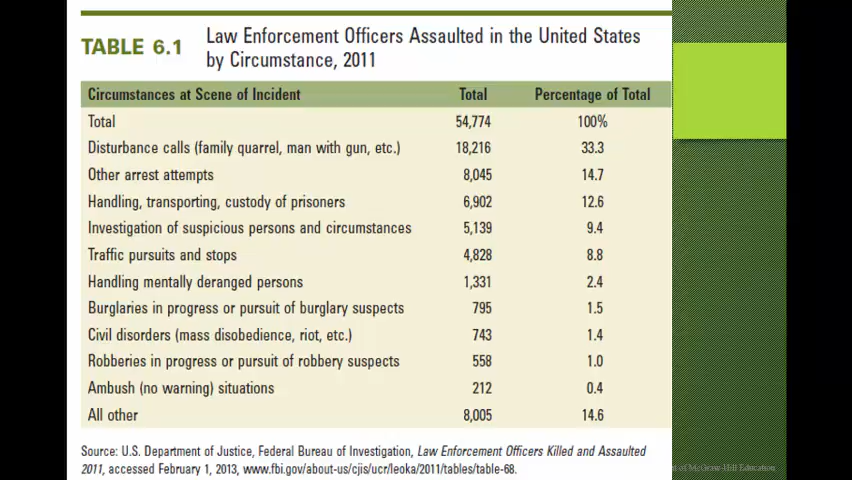 TABLE 6.1 Law Enforcement Officers Assaulted in the United States
by Circumstance, 2011
Circumstances at Scene of Incident Total Percentage of Total
Total 54,774 100%
Disturbance calls (family quarrel, man with gun, etc.) 18,216 33.3
Other arrest attempts 8,045 14.7
Handling, transporting, custody of prisoners 6,902 12.6
Investigation of suspicious persons and circumstances 5,139 9.4
Traffic pursuits and stops 4,828 8.8
Handling mentally deranged persons 1,331 2.4
Burglaries in progress or pursuit of burglary suspects 795 1.5
Civil disorders (mass disobedience, riot, etc.) 743 1.4
Robberies in progress or pursuit of robbery suspects 558 1.0
Ambush (no warning) situations 212 0.4
All other 8,005 14.6
Source: U.S. Department of Justice, Federal Bureau of Investigation, Law Enforcement Officers Killed and Assaulted
2011, accessed February 1, 2013, www.fbi.gov/about-us/cjis/ucr/leoka/2011/tables/table-68.
of McGraw-Hill Education